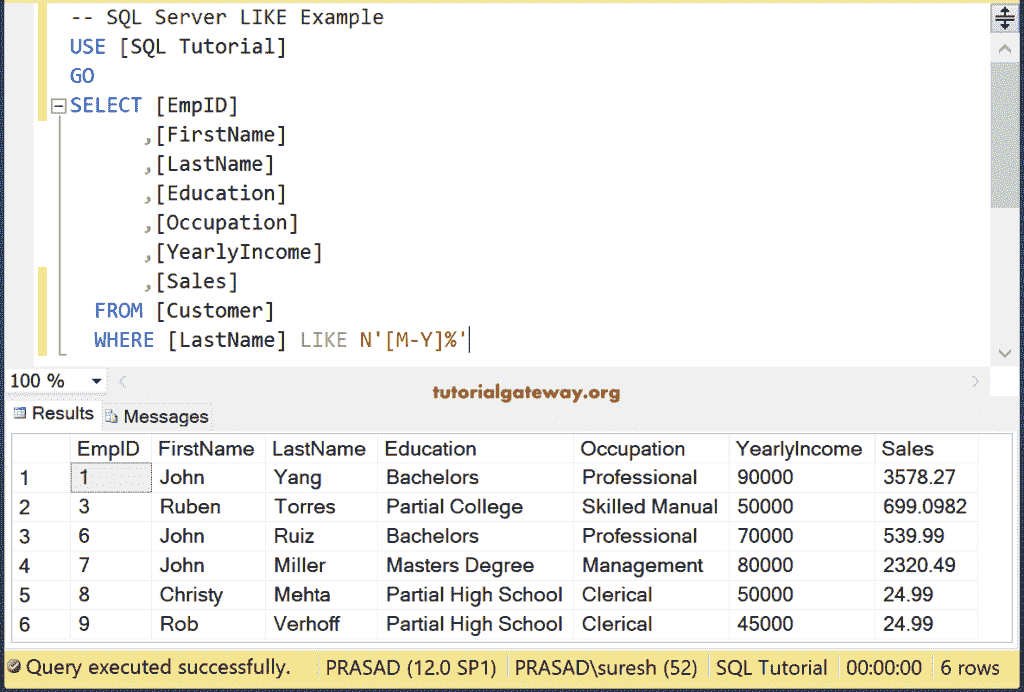 -- SQL Server LIKE Example
USE [SQL Tutorial]
GO
SELECT [EmpID]
,[FirstName]
,[LastName]
,[Education]
,[Occupation]
,[YearlyIncome]
,[Sales]
FROM [Customer]
WHERE [LastName] LIKE N'[M-Y]%'
100 %
tutorialgateway.org
Results Messages
EmpID FirstName LastName Education Occupation YearlyIncome Sales
1 1 John Yang Bachelors Professional 90000 3578.27
2 3 Ruben Torres Partial College Skilled Manual 50000 699.0982
3 6 John Ruiz Bachelors Professional 70000 539.99
4 7 John Miller Masters Degree Management 80000 2320.49
5 8 Christy Mehta Partial High School Clerical 50000 24.99
6 9 Rob Verhoff Partial High School Clerical 45000 24.99
Query executed successfully. PRASAD (12.0 SP1) PRASAD\suresh (52) SQL Tutorial 00:00:00 6 rows